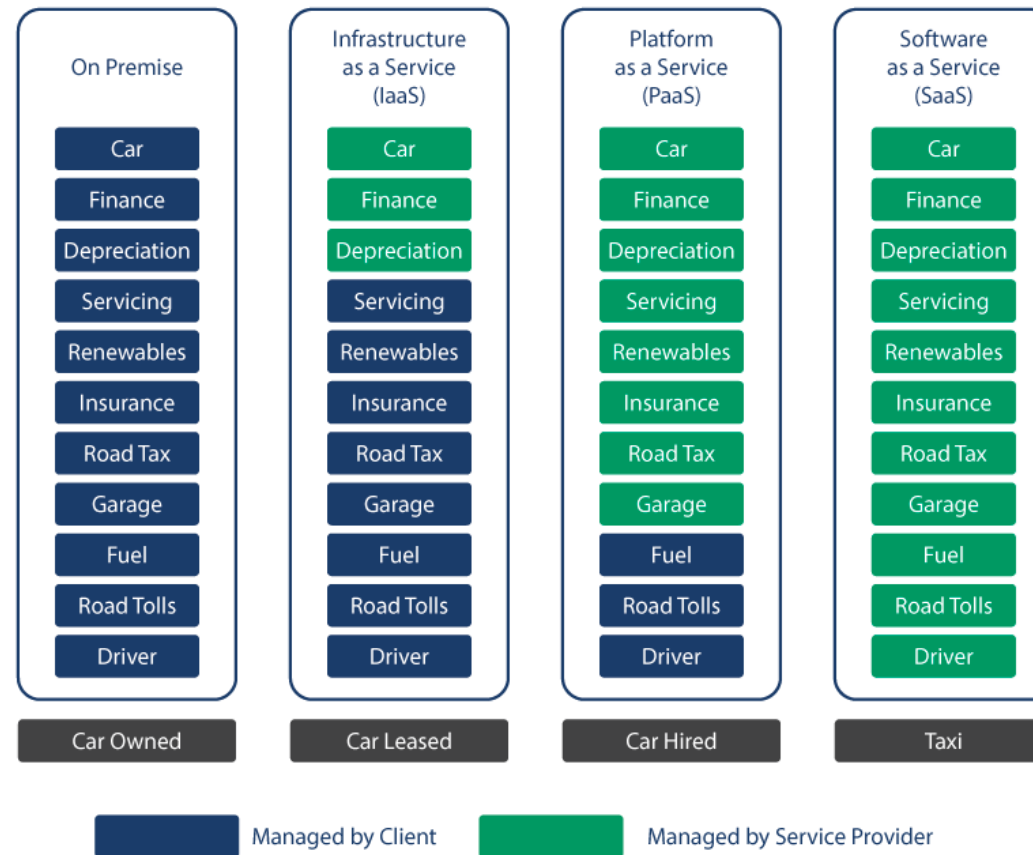 On Premise
Car
Finance
Depreciation
Servicing
Renewables
Insurance
Road Tax
Garage
Fuel
Road Tolls
Driver
Car Owned
Infrastructure
as a Service
(IaaS)
Car
Finance
Depreciation
Servicing
Renewables
Insurance
Road Tax
Garage
Fuel
Road Tolls
Driver
Car Leased
Platform
as a Service
(PaaS)
Car
Finance
Depreciation
Servicing
Renewables
Insurance
Road Tax
Garage
Fuel
Road Tolls
Driver
Car Hired
Software
as a Service
(SaaS)
Car
Finance
Depreciation
Servicing
Renewables
Insurance
Road Tax
Garage
Fuel
Road Tolls
Driver
Taxi
Managed by Client
Managed by Service Provider